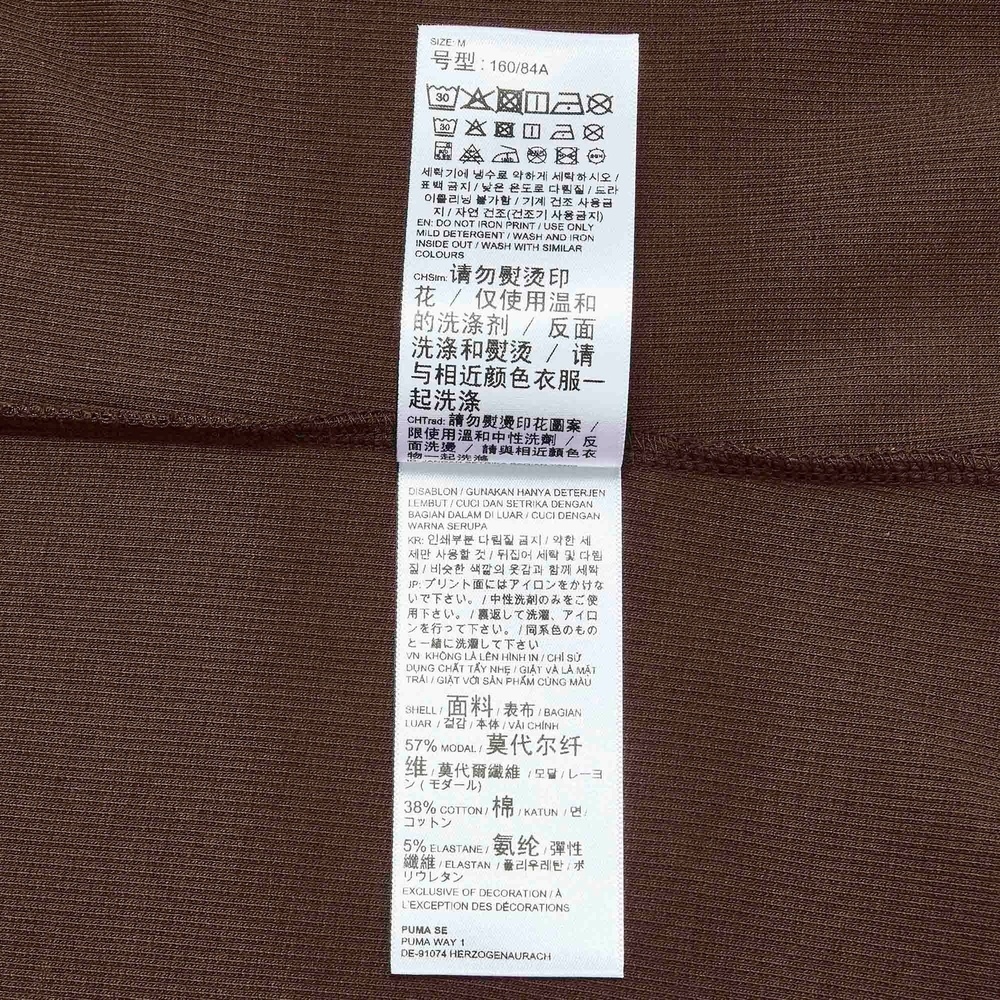 SIZE: M
号型：160/84A
30
30
세탁기에 냉수로 약하게 세탁하시오 /
표백 금지 / 낮은 온도로 다림질 / 드라
이클리닝 불가함 / 기계 건조 사용금
지 / 자연 건조(건조기 사용금지)
EN: DO NOT IRON PRINT / USE ONLY
MILD DETERGENT / WASH AND IRON
INSIDE OUT / WASH WITH SIMILAR
COLOURS
CHSim: 请勿熨烫印
花 / 仅使用温和
的洗涤剂 / 反面
洗涤和熨烫 / 请
与相近颜色衣服一
起洗涤
CHTrad: 請勿熨燙印花圖案 /
限使用溫和中性洗劑 / 反
面洗燙 / 請與相近顏色衣
物一起洗滌
DISABLON / GUNAKAN HANYA DETERJEN
LEMBUT / CUCI DAN SETRIKA DENGAN
BAGIAN DALAM DI LUAR / CUCI DENGAN
WARNA SERUPA
KR: 인쇄부분 다림질 금지 / 약한 세
제만 사용할 것 / 뒤집어 세탁 및 다림
질 / 비슷한 색깔의 옷감과 함께 세탁
JP: プリント面にはアイロンをかけな
いで下さい。/ 中性洗剤のみをご使
用下さい。/ 裏返して洗濯、アイロ
ンを行って下さい。/ 同系色のもの
と一緒に洗濯して下さい
VN: KHÔNG LÀ LÊN HÌNH IN / CHỈ SỬ
DỤNG CHẤT TẨY NHẸ / GIẶT VÀ LÀ MẶT
TRÁI / GIẶT VỚI SẢN PHẨM CÙNG MÀU
SHELL / 面料 / 表布 / BAGIAN
LUAR / 겉감 / 本体 / VẢI CHÍNH
57% MODAL / 莫代尔纤
维 / 莫代爾纖維 / 모달 / レーヨ
ン ( モダール)
38% COTTON / 棉 / KATUN / 면 /
コットン
5% ELASTANE / 氨纶 / 彈性
纖維 / ELASTAN / 폴리우레탄 / ポ
リウレタン
EXCLUSIVE OF DECORATION / À
L'EXCEPTION DES DÉCORATIONS
PUMA SE
PUMA WAY 1
DE-91074 HERZOGENAURACH